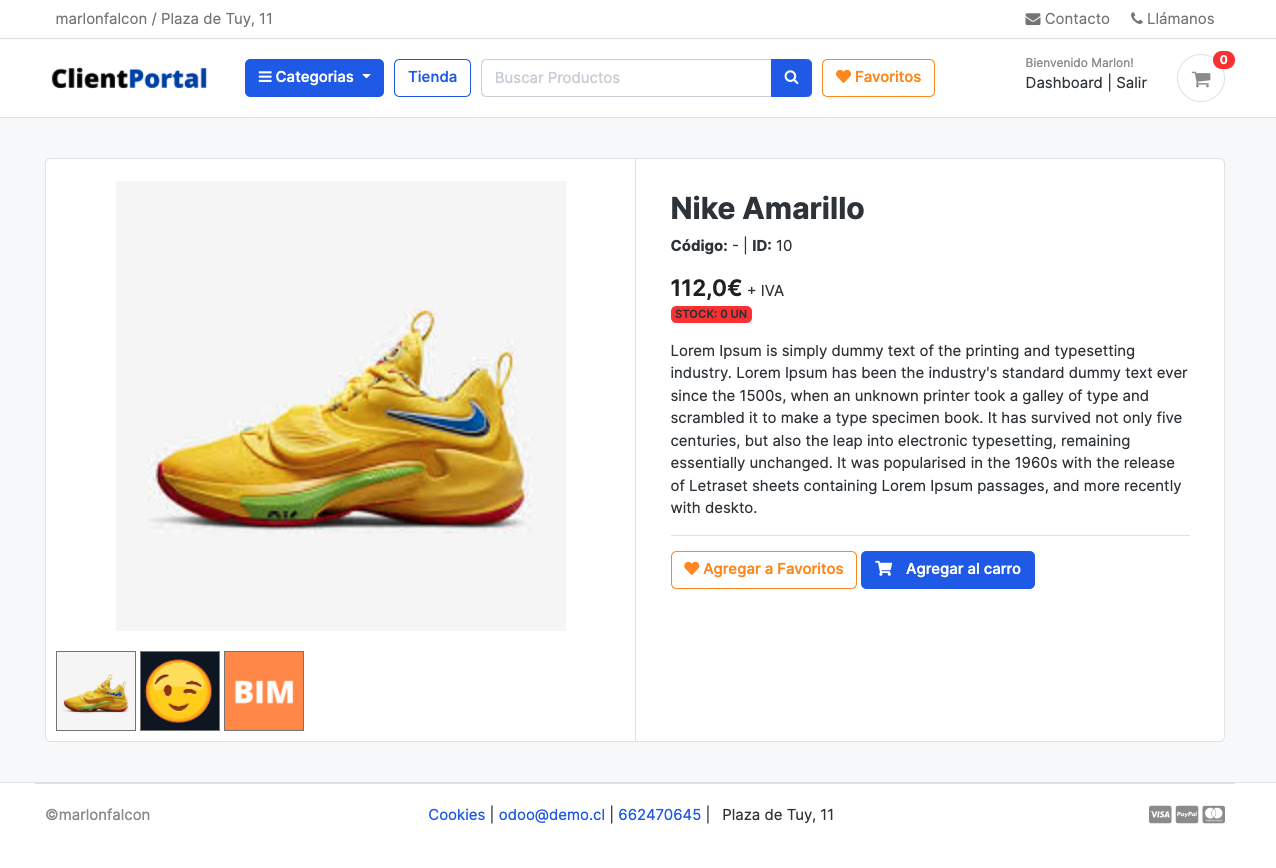 marlonfalcon / Plaza de Tuy, 11
Contacto
Llámanos
ClientPortal
Categorias
Tienda
Buscar Productos
Favoritos
Bienvenido Marlon!
Dashboard | Salir
0
Nike Amarillo
Código: - | ID: 10
112,0€ + IVA
STOCK: 0 UN
Lorem Ipsum is simply dummy text of the printing and typesetting
industry. Lorem Ipsum has been the industry's standard dummy text ever
since the 1500s, when an unknown printer took a galley of type and
scrambled it to make a type specimen book. It has survived not only five
centuries, but also the leap into electronic typesetting, remaining
essentially unchanged. It was popularised in the 1960s with the release
of Letraset sheets containing Lorem Ipsum passages, and more recently
with deskto.
Agregar a Favoritos
Agregar al carro
BIM
©marlonfalcon
Cookies | odoo@demo.cl | 662470645 | Plaza de Tuy, 11
VISA
PayPal